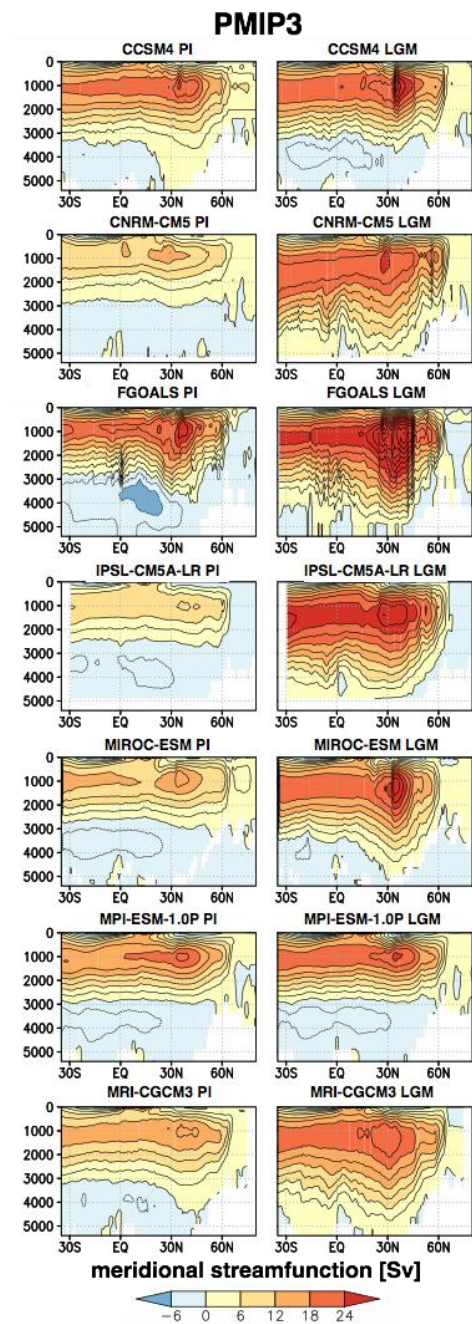 PMIP3
CCSM4 PI CCSM4 LGM
0
1000
2000
3000
4000
5000
30S EQ 30N 60N 30S EQ 30N 60N
CNRM-CM5 PI CNRM-CM5 LGM
0
1000
2000
3000
4000
5000
30S EQ 30N 60N 30S EQ 30N 60N
FGOALS PI FGOALS LGM
0
1000
2000
3000
4000
5000
30S EQ 30N 60N 30S EQ 30N 60N
IPSL-CM5A-LR PI IPSL-CM5A-LR LGM
0
1000
2000
3000
4000
5000
30S EQ 30N 60N 30S EQ 30N 60N
MIROC-ESM PI MIROC-ESM LGM
0
1000
2000
3000
4000
5000
30S EQ 30N 60N 30S EQ 30N 60N
MPI-ESM-1.0P PI MPI-ESM-1.0P LGM
0
1000
2000
3000
4000
5000
30S EQ 30N 60N 30S EQ 30N 60N
MRI-CGCM3 PI MRI-CGCM3 LGM
0
1000
2000
3000
4000
5000
30S EQ 30N 60N 30S EQ 30N 60N
meridional streamfunction [Sv]
-6 0 6 12 18 24